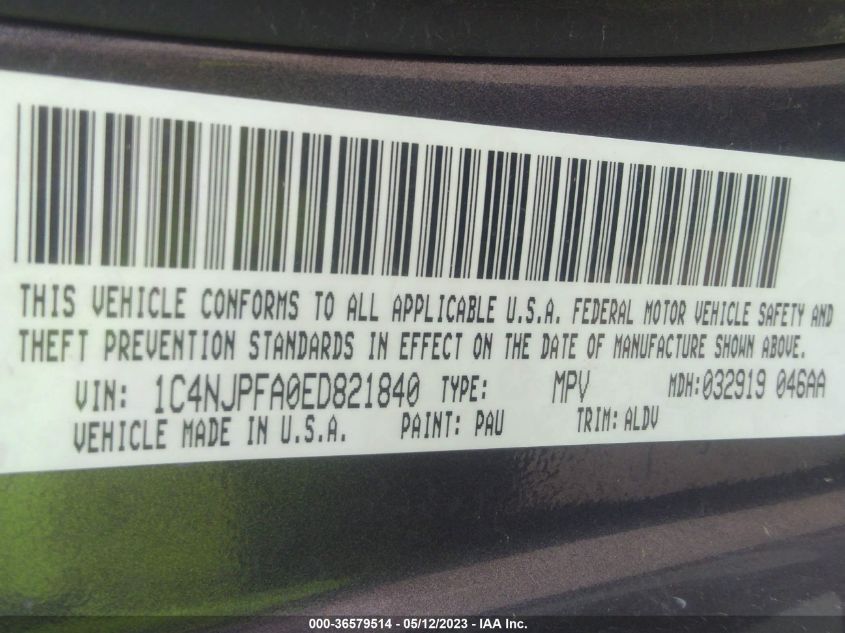 THIS VEHICLE CONFORMS TO ALL APPLICABLE U.S.A. FEDERAL MOTOR VEHICLE SAFETY AND
THEFT PREVENTION STANDARDS IN EFFECT ON THE DATE OF MANUFACTURE SHOWN ABOVE.
VIN: 1C4NJPFA0ED821840 TYPE: MPV MDH:032919 046AA
VEHICLE MADE IN U.S.A. PAINT: PAU TRIM: ALDV
000-36579514 - 05/12/2023 - IAA Inc.